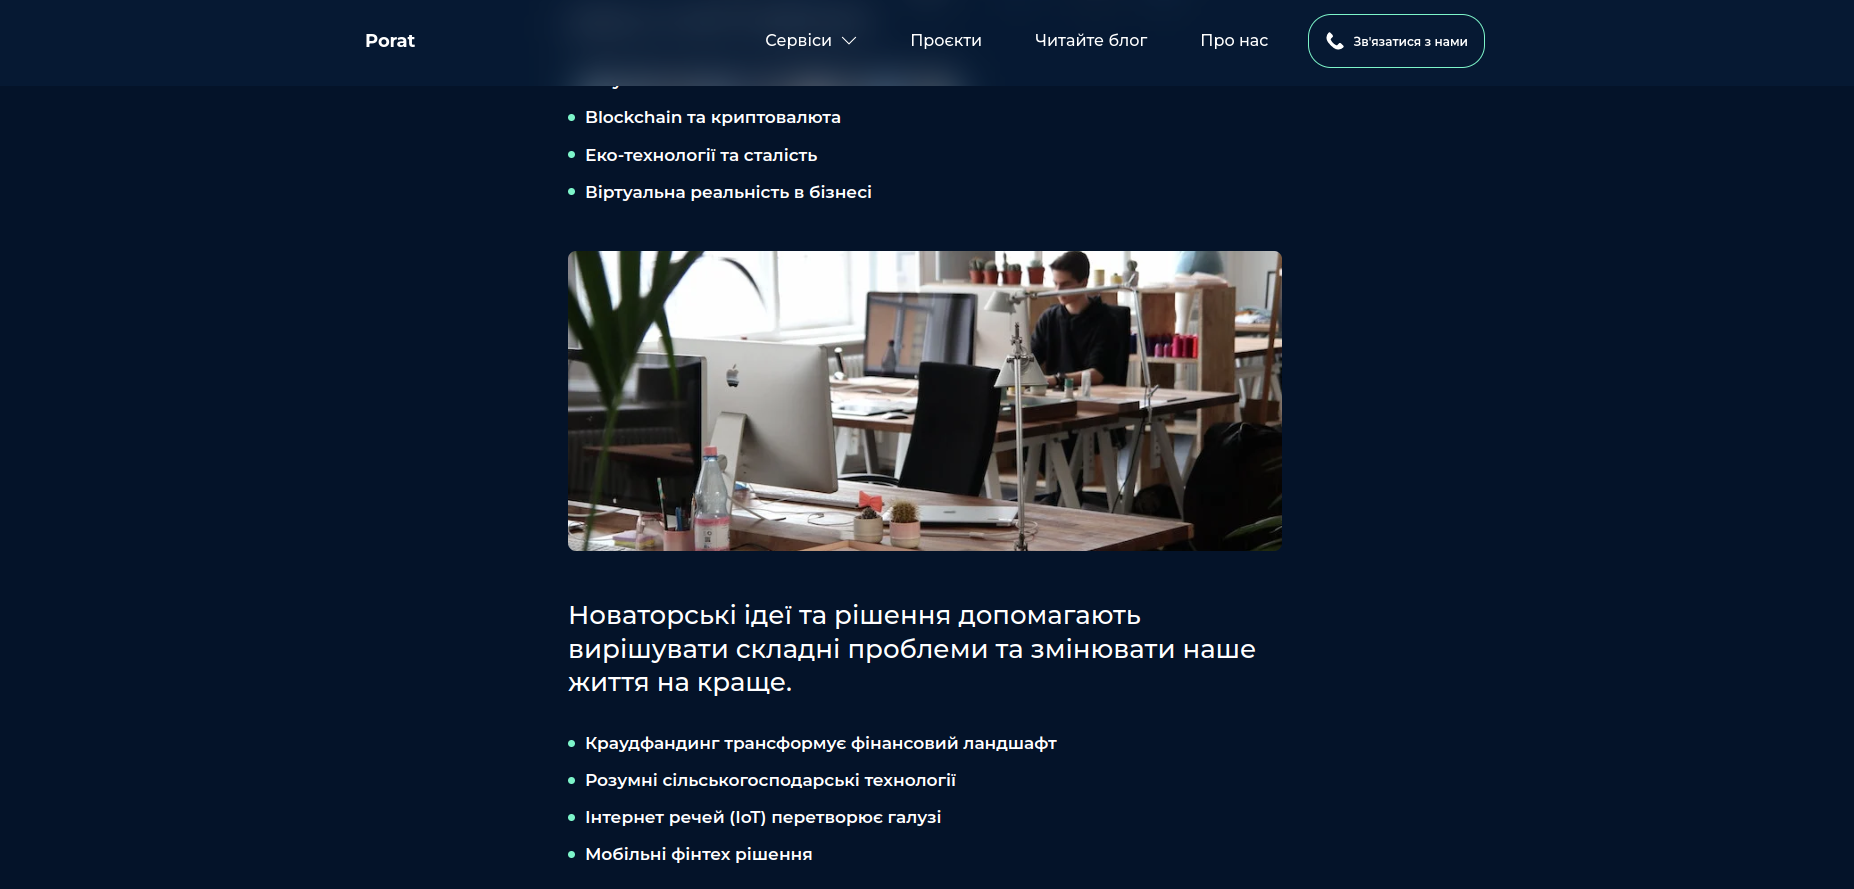 Porat
Сервіси
Проєкти
Читайте блог
Про нас
Зв'язатися з нами
Blockchain та криптовалюта
Еко-технології та сталість
Віртуальна реальність в бізнесі
Новаторські ідеї та рішення допомагають
вирішувати складні проблеми та змінювати наше
життя на краще.
Краудфандинг трансформує фінансовий ландшафт
Розумні сільськогосподарські технології
Інтернет речей (IoT) перетворює галузі
Мобільні фінтех рішення